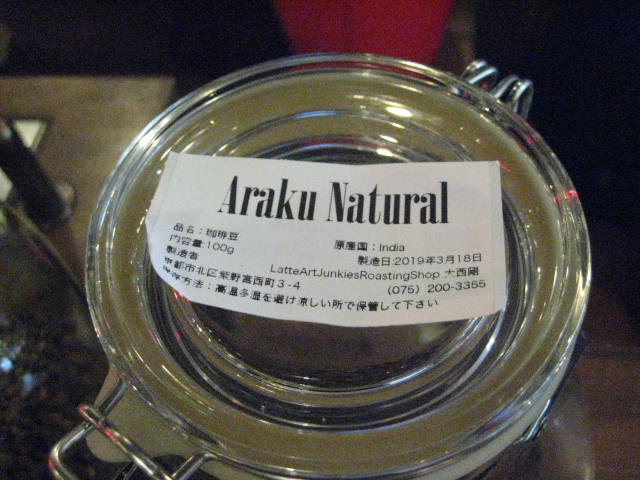 Araku Natural
品名：珈琲豆 原産国：India
内容量:100g 製造日:2019年3月18日
製造者 LatteArtJunkiesRoastingShop 大西剛
京都市北区紫野宮西町3-4 (075) 200-3355
保存方法：高温多湿を避け涼しい所で保管して下さい